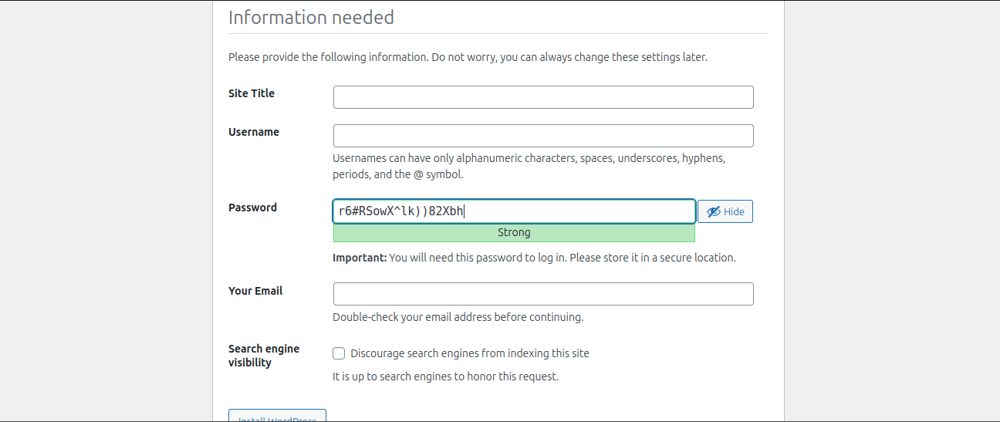 Information needed
Please provide the following information. Do not worry, you can always change these settings later.
Site Title
Username
Usernames can have only alphanumeric characters, spaces, underscores, hyphens,
periods, and the @ symbol.
Password
r6#RSowX^lk))82Xbh
Hide
Strong
Important: You will need this password to log in. Please store it in a secure location.
Your Email
Double-check your email address before continuing.
Search engine
visibility
Discourage search engines from indexing this site
It is up to search engines to honor this request.
Install WordPress